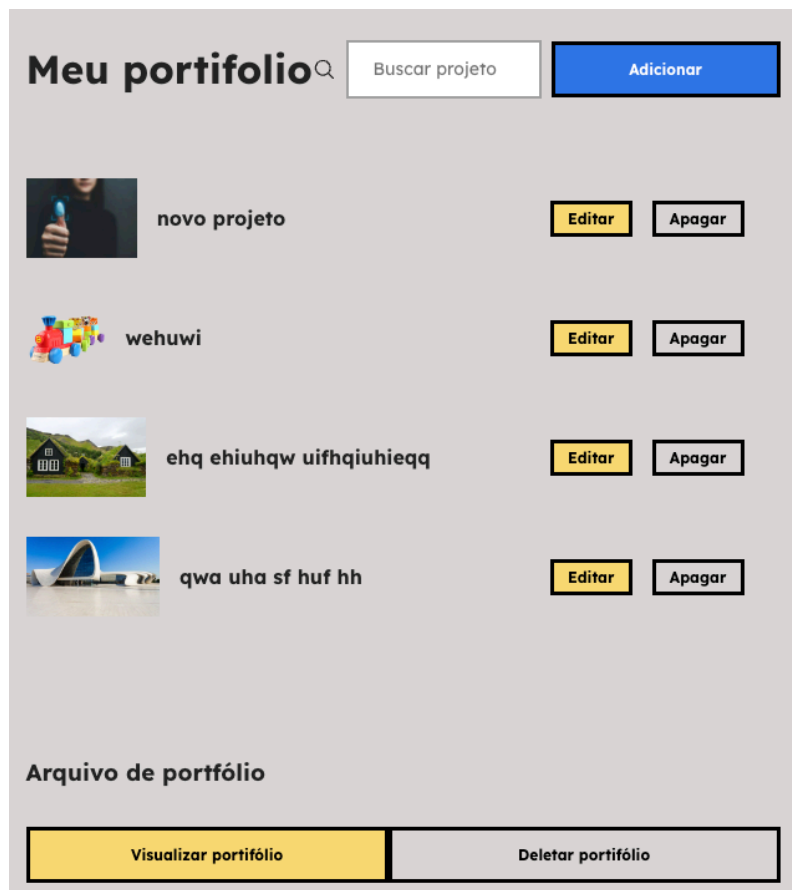 Meu portifolio Buscar projeto Adicionar
novo projeto Editar Apagar
wehuwi Editar Apagar
ehq ehiuhqw uifhqiuhieqq Editar Apagar
qwa uha sf huf hh Editar Apagar
Arquivo de portfólio
Visualizar portifólio Deletar portifólio